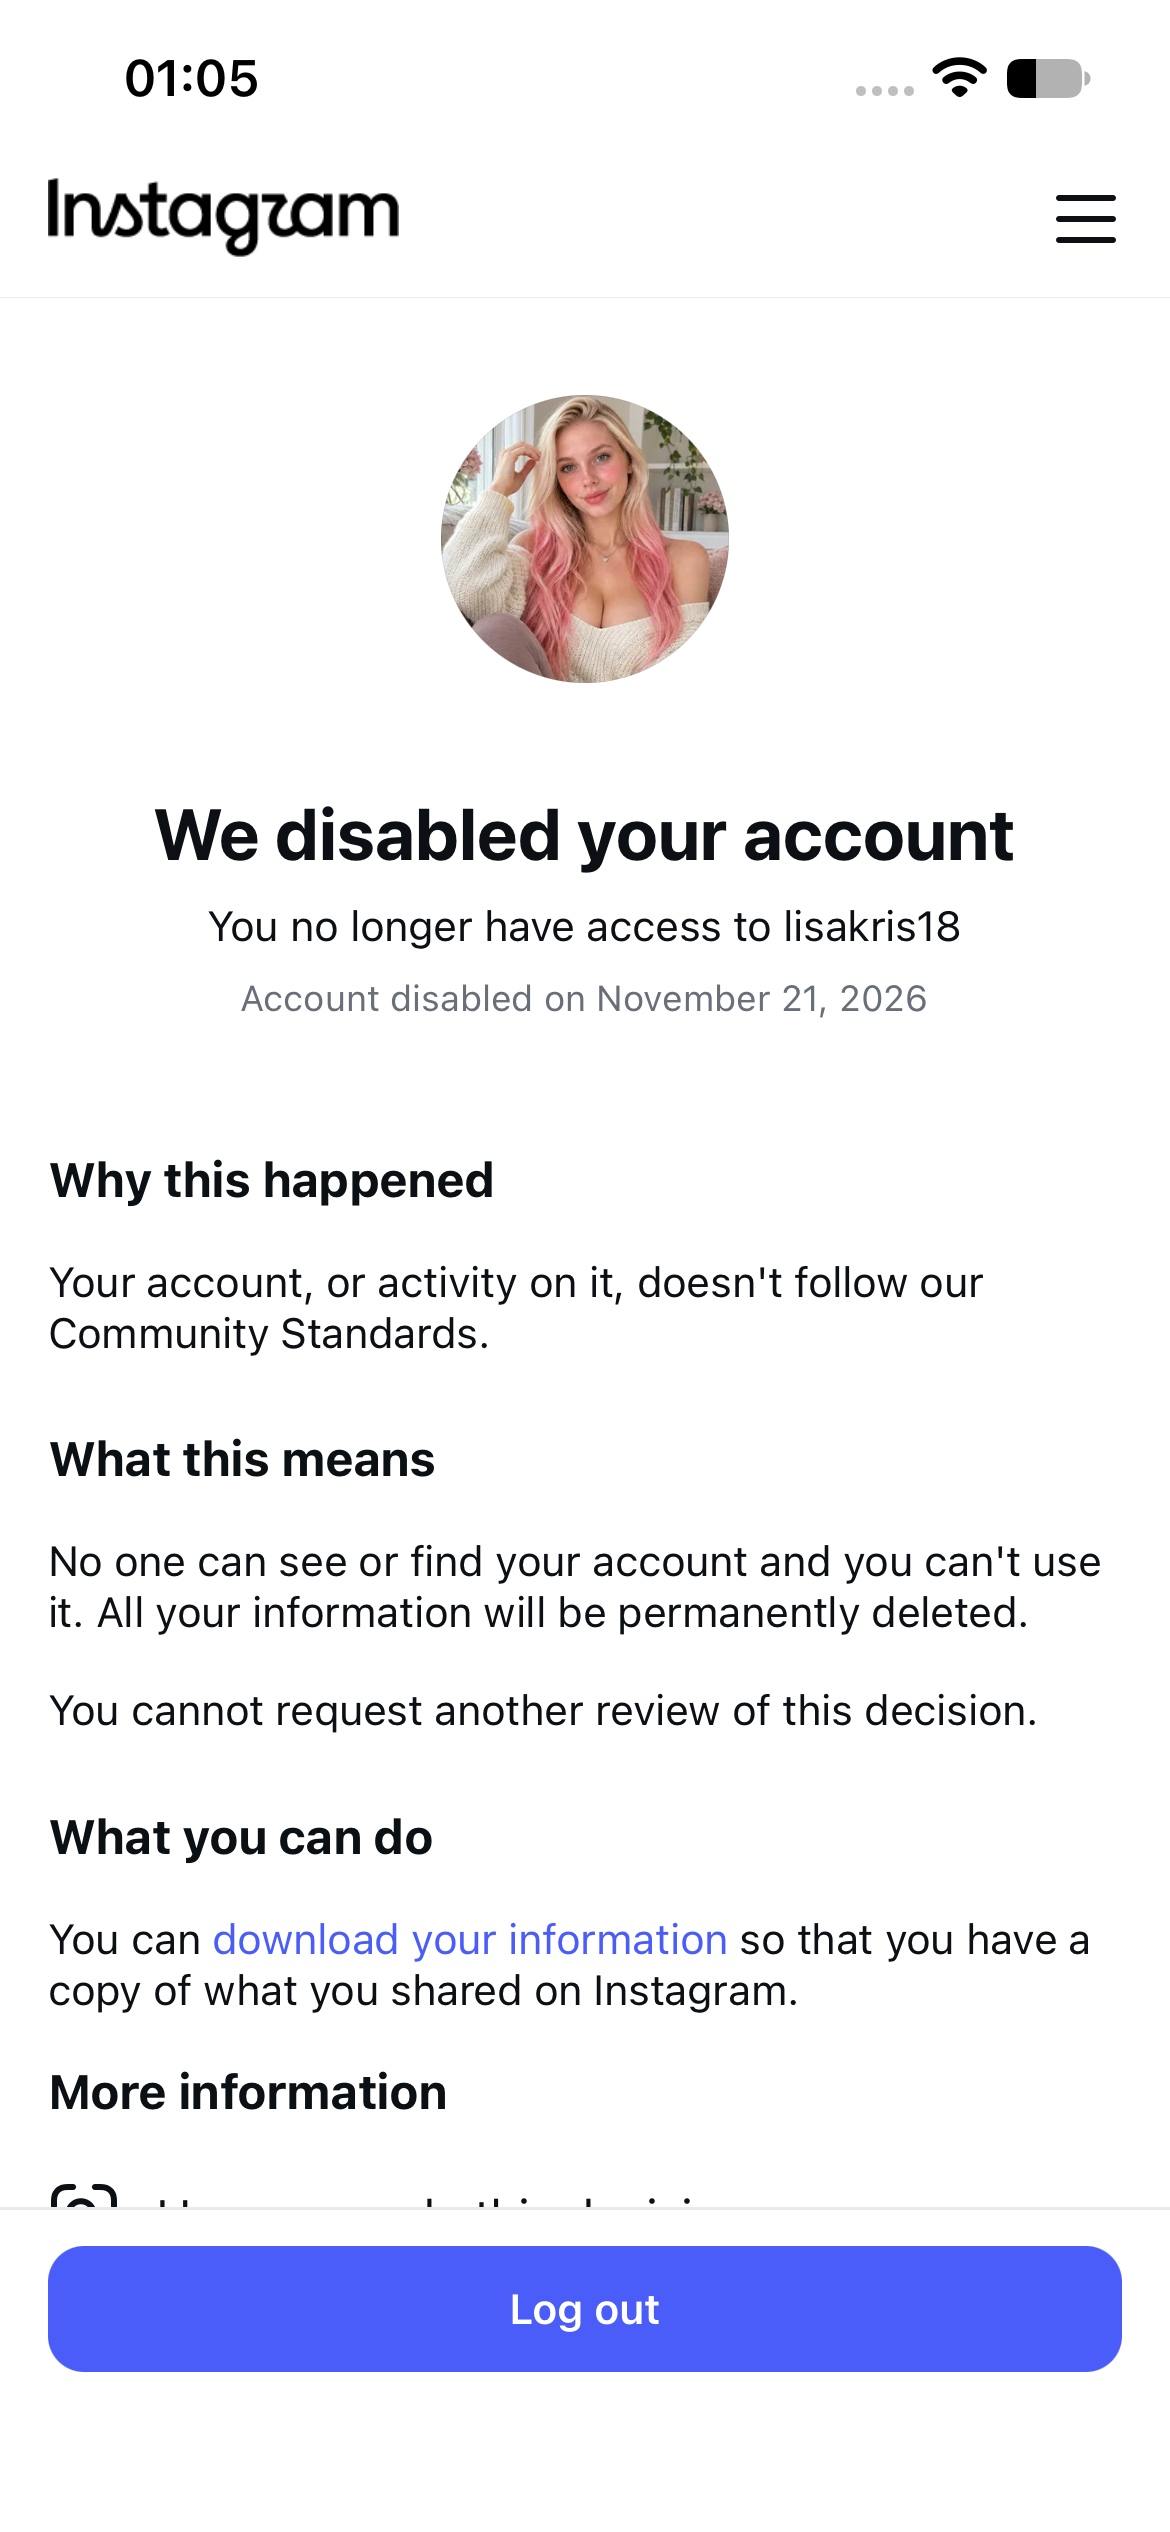 01:05
Instagram
We disabled your account
You no longer have access to lisakris18
Account disabled on November 21, 2026
Why this happened
Your account, or activity on it, doesn't follow our
Community Standards.
What this means
No one can see or find your account and you can't use
it. All your information will be permanently deleted.
You cannot request another review of this decision.
What you can do
You can download your information so that you have a
copy of what you shared on Instagram.
More information
Log out